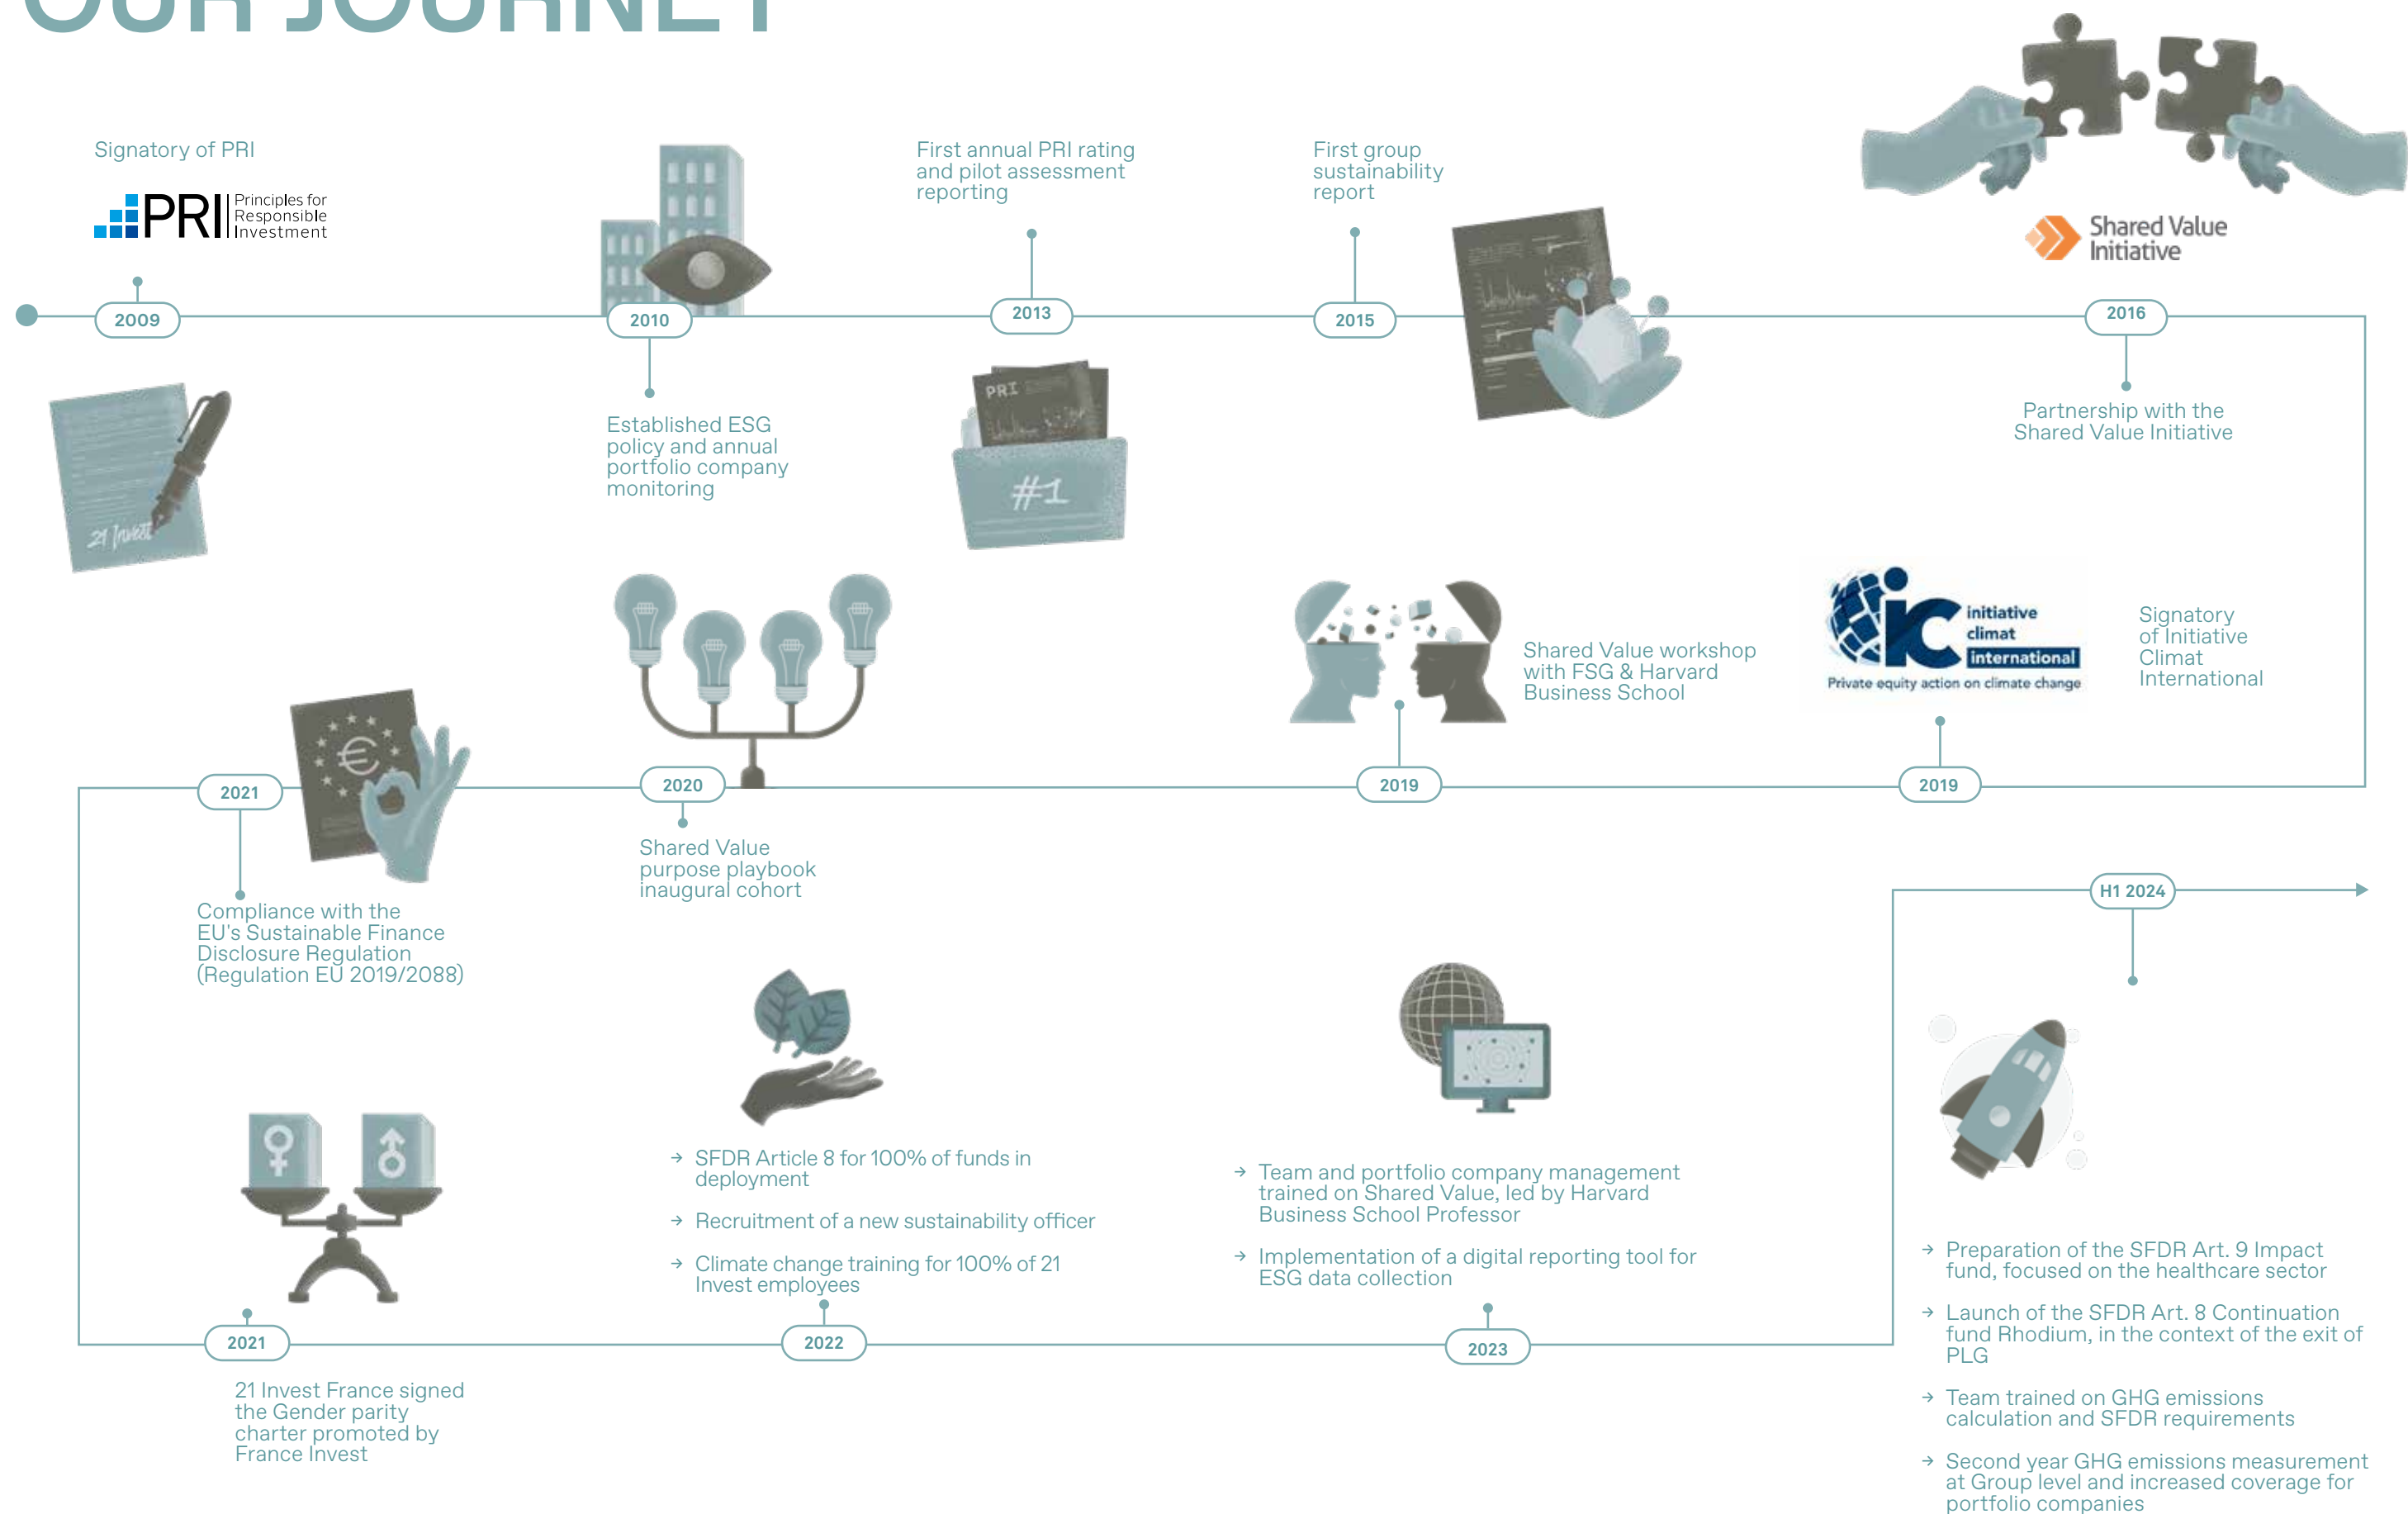 OUR JOURNEY
Signatory of PRI
PRI
Principles for
Responsible
Investment
2009
21 Invest
2010
Established ESG
policy and annual
portfolio company
monitoring
First annual PRI rating
and pilot assessment
reporting
2013
PRI
#1
First group
sustainability
report
2015
Shared Value
Initiative
2016
Partnership with the
Shared Value Initiative
iC
initiative
climat
international
Private equity action on climate change
Signatory
of Initiative
Climat
International
2019
Shared Value workshop
with FSG & Harvard
Business School
2019
2020
Shared Value
purpose playbook
inaugural cohort
€
2021
Compliance with the
EU's Sustainable Finance
Disclosure Regulation
(Regulation EU 2019/2088)
2021
21 Invest France signed
the Gender parity
charter promoted by
France Invest
→ SFDR Article 8 for 100% of funds in
deployment
→ Recruitment of a new sustainability officer
→ Climate change training for 100% of 21
Invest employees
2022
→ Team and portfolio company management
trained on Shared Value, led by Harvard
Business School Professor
→ Implementation of a digital reporting tool for
ESG data collection
2023
H1 2024
→ Preparation of the SFDR Art. 9 Impact
fund, focused on the healthcare sector
→ Launch of the SFDR Art. 8 Continuation
fund Rhodium, in the context of the exit of
PLG
→ Team trained on GHG emissions
calculation and SFDR requirements
→ Second year GHG emissions measurement
at Group level and increased coverage for
portfolio companies